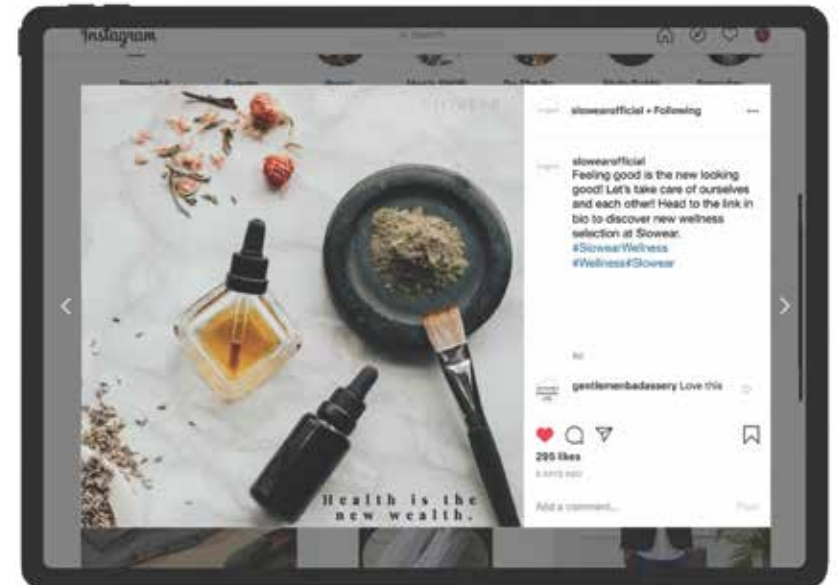 Instagram
Search
slowearofficial • Following
slowearofficial
Feeling good is the new looking
good! Let's take care of ourselves
and each other! Head to the link in
bio to discover new wellness
selection at Slowear.
#SlowearWellness
#Wellness#Slowear
gentlemenbadassery Love this
295 likes
Add a comment...
Post
Health is the
new wealth.